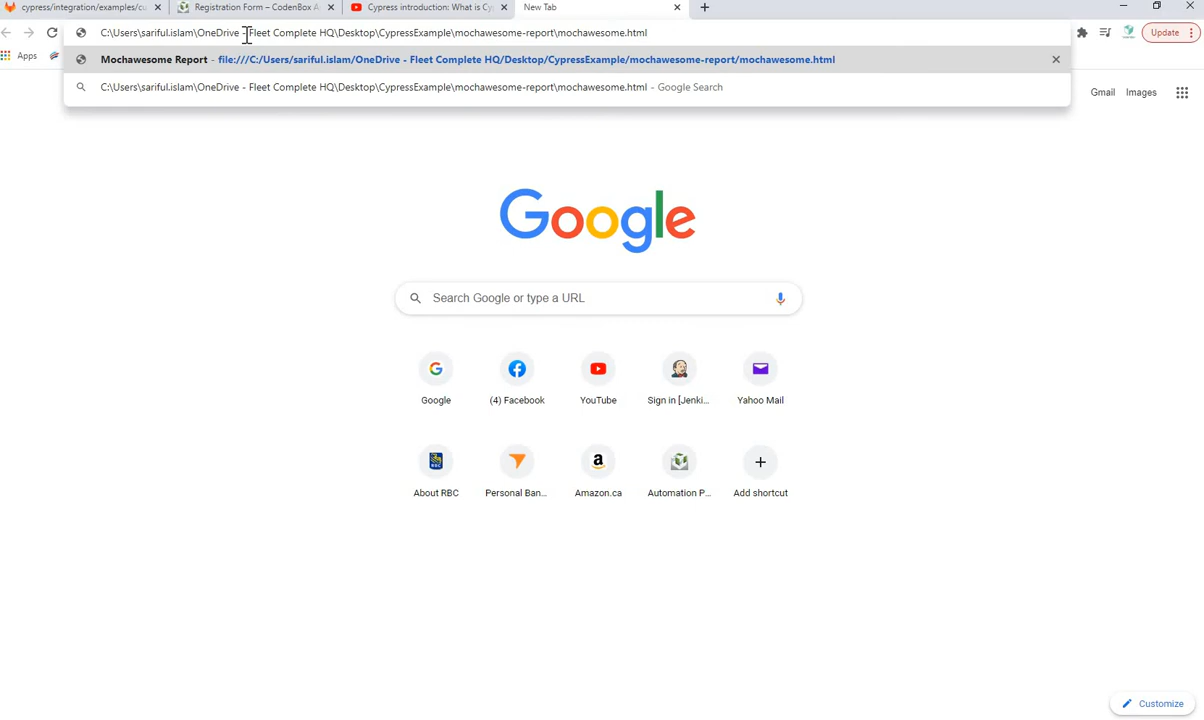 cypress/integration/examples/cu
Registration Form – CodenBox A
Cypress introduction: What is Cyp
New Tab
C:\Users\sariful.islam\OneDrive - Fleet Complete HQ\Desktop\CypressExample\mochawesome-report\mochawesome.html
Update
Mochawesome Report - file:///C:/Users/sariful.islam/OneDrive - Fleet Complete HQ/Desktop/CypressExample/mochawesome-report/mochawesome.html
Apps
C:\Users\sariful.islam\OneDrive - Fleet Complete HQ\Desktop\CypressExample\mochawesome-report\mochawesome.html - Google Search
Gmail Images
Google
Search Google or type a URL
Google (4) Facebook YouTube Sign in [Jenki... Yahoo Mail
RBC
About RBC Personal Ban... Amazon.ca Automation P... Add shortcut
Customize